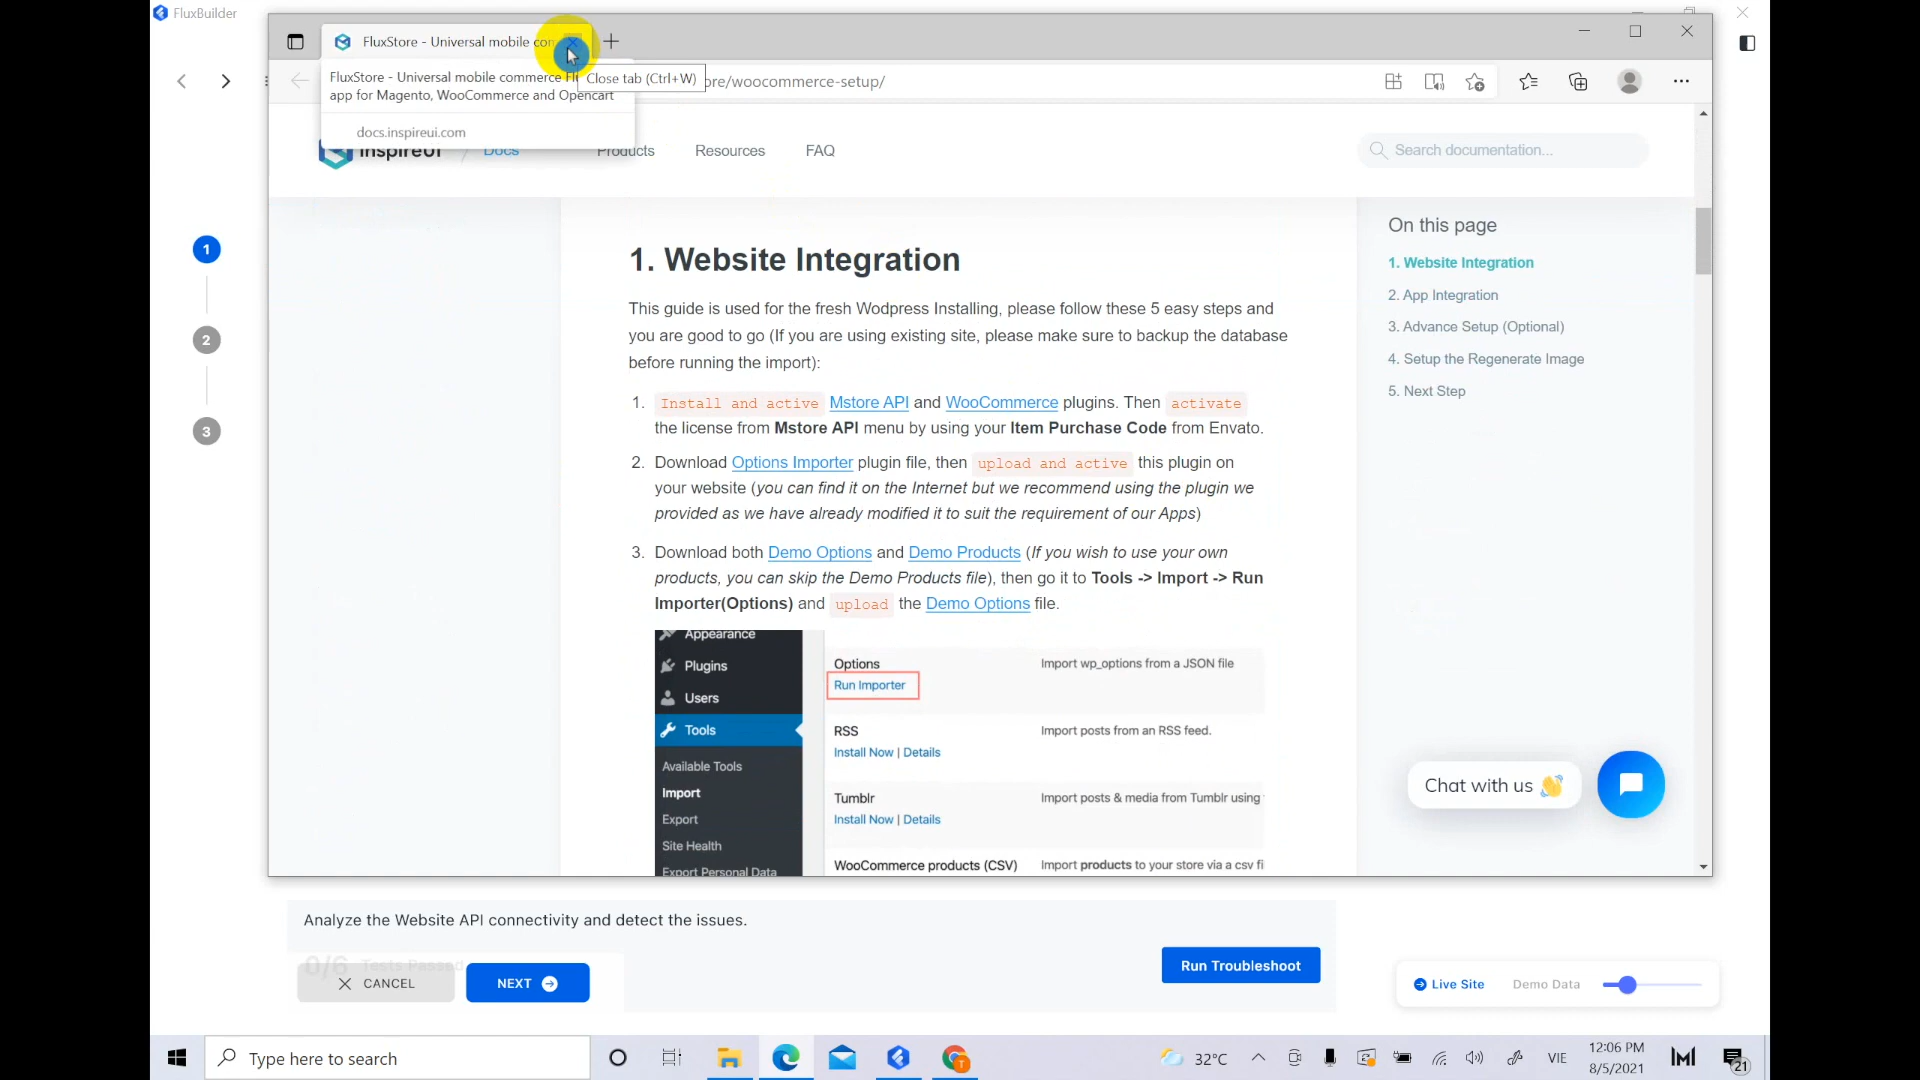 FluxBuilder
FluxStore - Universal mobile con
FluxStore - Universal mobile commerce Fl
app for Magento, WooCommerce and Opencart
Close tab (Ctrl+W)
ore/woocommerce-setup/
docs.inspireui.com
InspireUI / Docs
Products
Resources
FAQ
Search documentation...
1
2
3
1. Website Integration
This guide is used for the fresh Wodpress Installing, please follow these 5 easy steps and
you are good to go (If you are using existing site, please make sure to backup the database
before running the import):
1. Install and active Mstore API and WooCommerce plugins. Then activate
the license from Mstore API menu by using your Item Purchase Code from Envato.
2. Download Options Importer plugin file, then upload and active this plugin on
your website (you can find it on the Internet but we recommend using the plugin we
provided as we have already modified it to suit the requirement of our Apps)
3. Download both Demo Options and Demo Products (If you wish to use your own
products, you can skip the Demo Products file), then go it to Tools -> Import -> Run
Importer(Options) and upload the Demo Options file.
Appearance
Plugins
Users
Tools
Available Tools
Import
Export
Site Health
Export Personal Data
Options
Import wp_options from a JSON file
Run Importer
RSS
Import posts from an RSS feed.
Install Now | Details
Tumblr
Import posts & media from Tumblr using
Install Now | Details
WooCommerce products (CSV)
Import products to your store via a csv fi
On this page
1. Website Integration
2. App Integration
3. Advance Setup (Optional)
4. Setup the Regenerate Image
5. Next Step
Chat with us 👋
Analyze the Website API connectivity and detect the issues.
0/6 Tests Passed
CANCEL
NEXT
Run Troubleshoot
Live Site
Demo Data
Type here to search
32°C
VIE
12:06 PM
8/5/2021
21